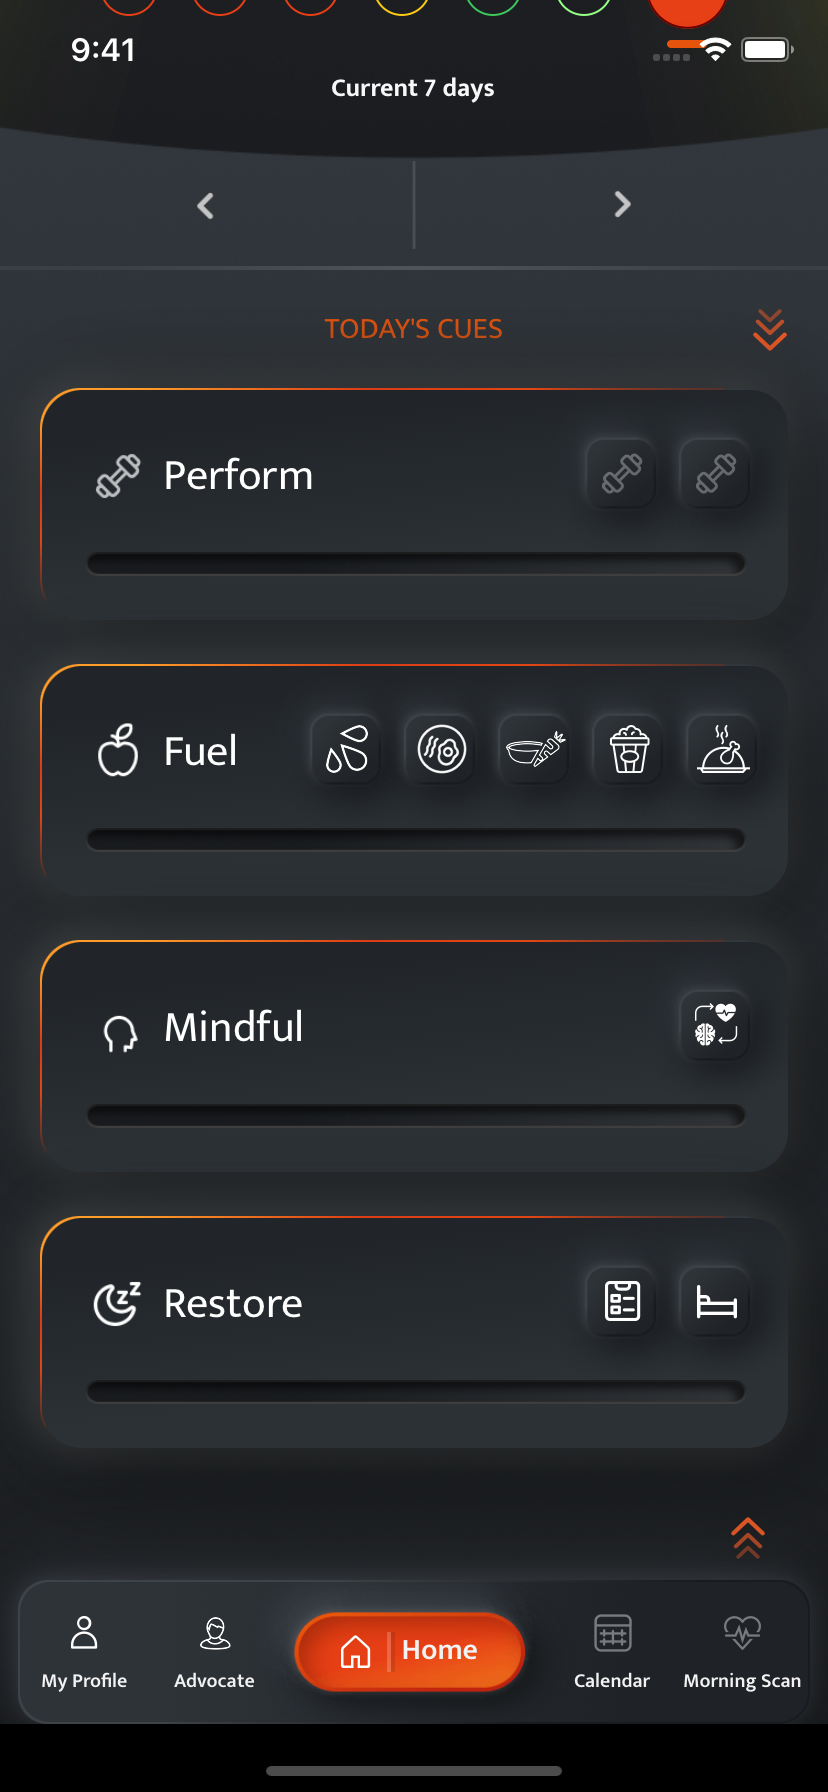 9:41
Current 7 days
TODAY'S CUES
Perform
Fuel
Mindful
Restore
My Profile
Advocate
Home
Calendar
Morning Scan